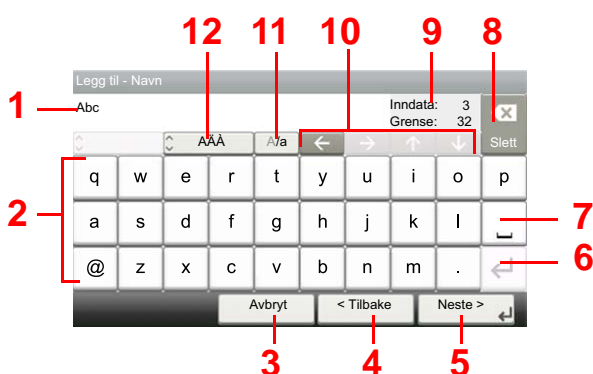 12 11 10 9 8
Legg til - Navn
1 Abc
Inndata: 3
Grense: 32
AÄÀ A/a ← → ↑ ↓ Slett
q w e r t y u i o p
2
a s d f g h j k l 7
@ z x c v b n m . 6
Avbryt < Tilbake Neste >
3 4 5